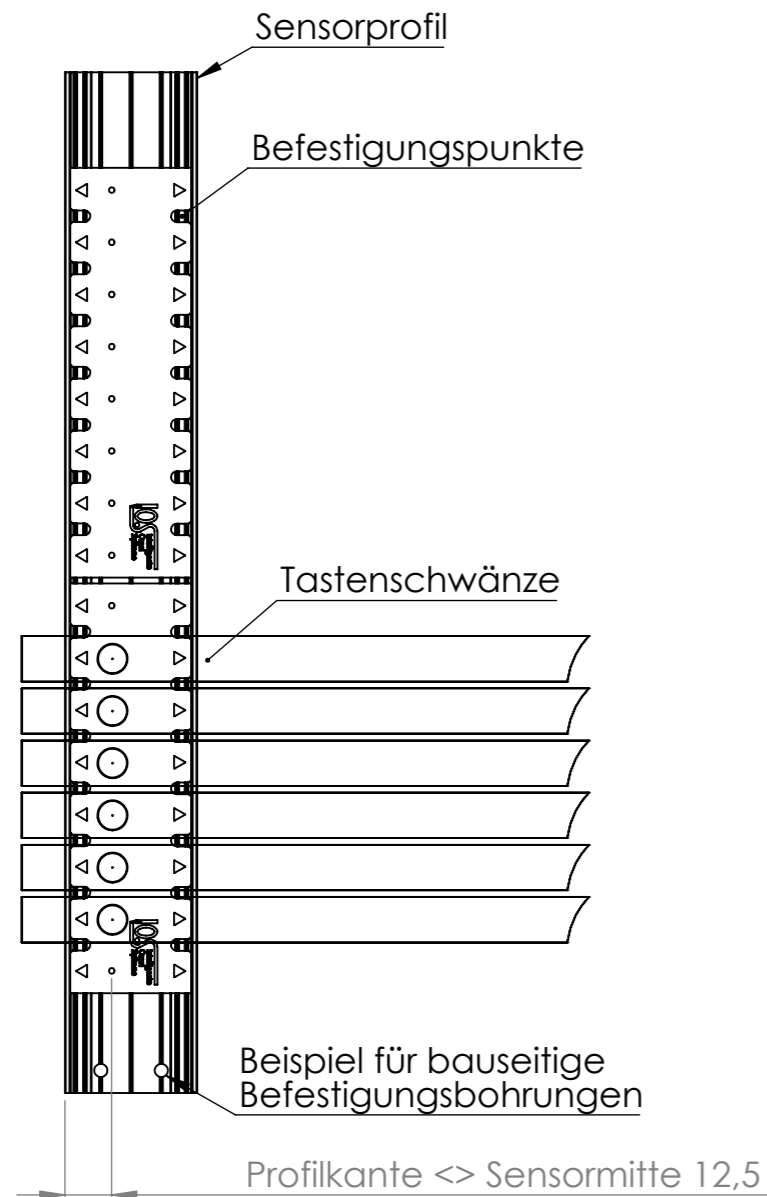 Sensorprofil
Befestigungspunkte
Tastenschwänze
Beispiel für bauseitige
Befestigungsbohrungen
Profilkante <> Sensormitte 12,5